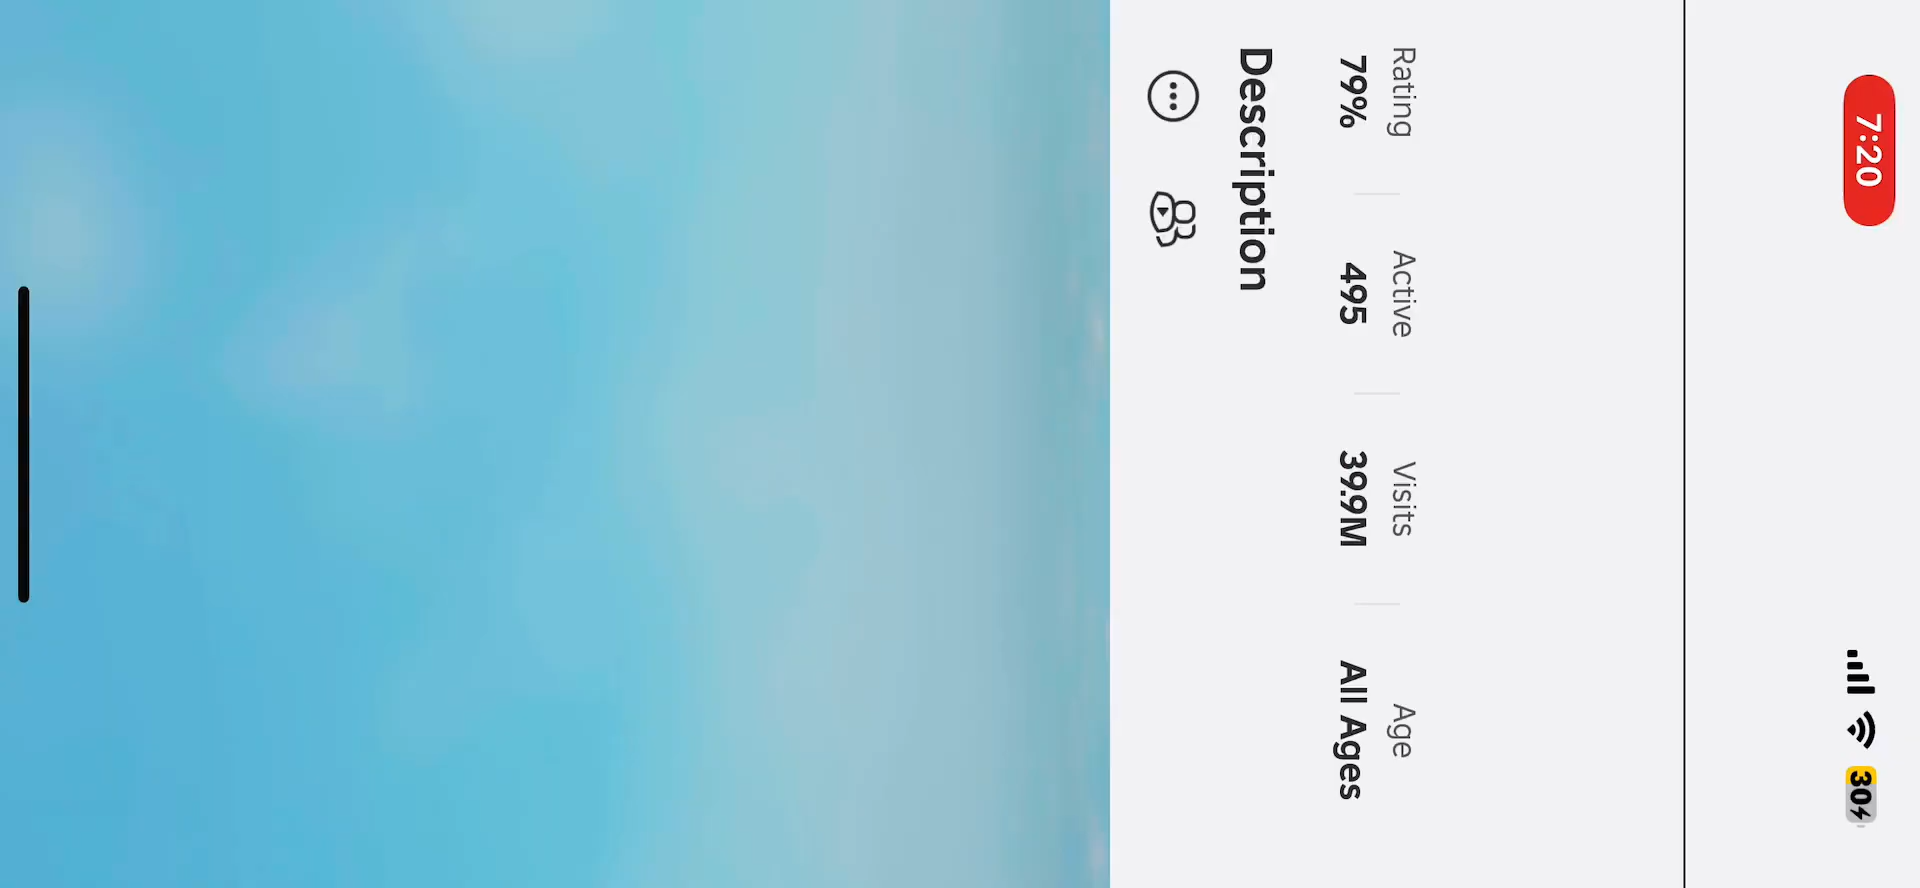 7:20
30
Rating Active Visits Age
79% 495 39.9M All Ages
Description